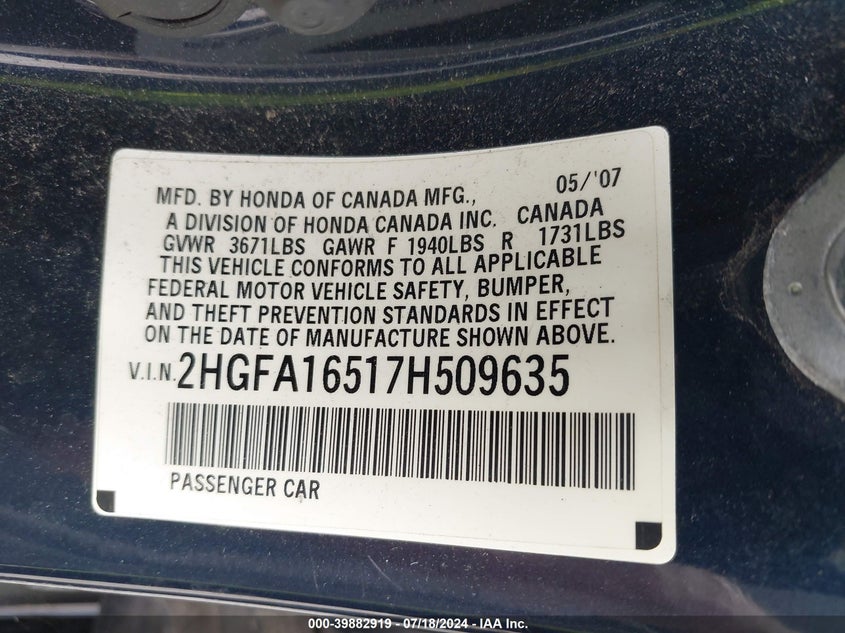 MFD. BY HONDA OF CANADA MFG., 05/'07
A DIVISION OF HONDA CANADA INC. CANADA
GVWR 3671LBS GAWR F 1940LBS R 1731LBS
THIS VEHICLE CONFORMS TO ALL APPLICABLE
FEDERAL MOTOR VEHICLE SAFETY, BUMPER,
AND THEFT PREVENTION STANDARDS IN EFFECT
ON THE DATE OF MANUFACTURE SHOWN ABOVE.
V.I.N. 2HGFA16517H509635
PASSENGER CAR
000-39882919 - 07/18/2024 - IAA Inc.